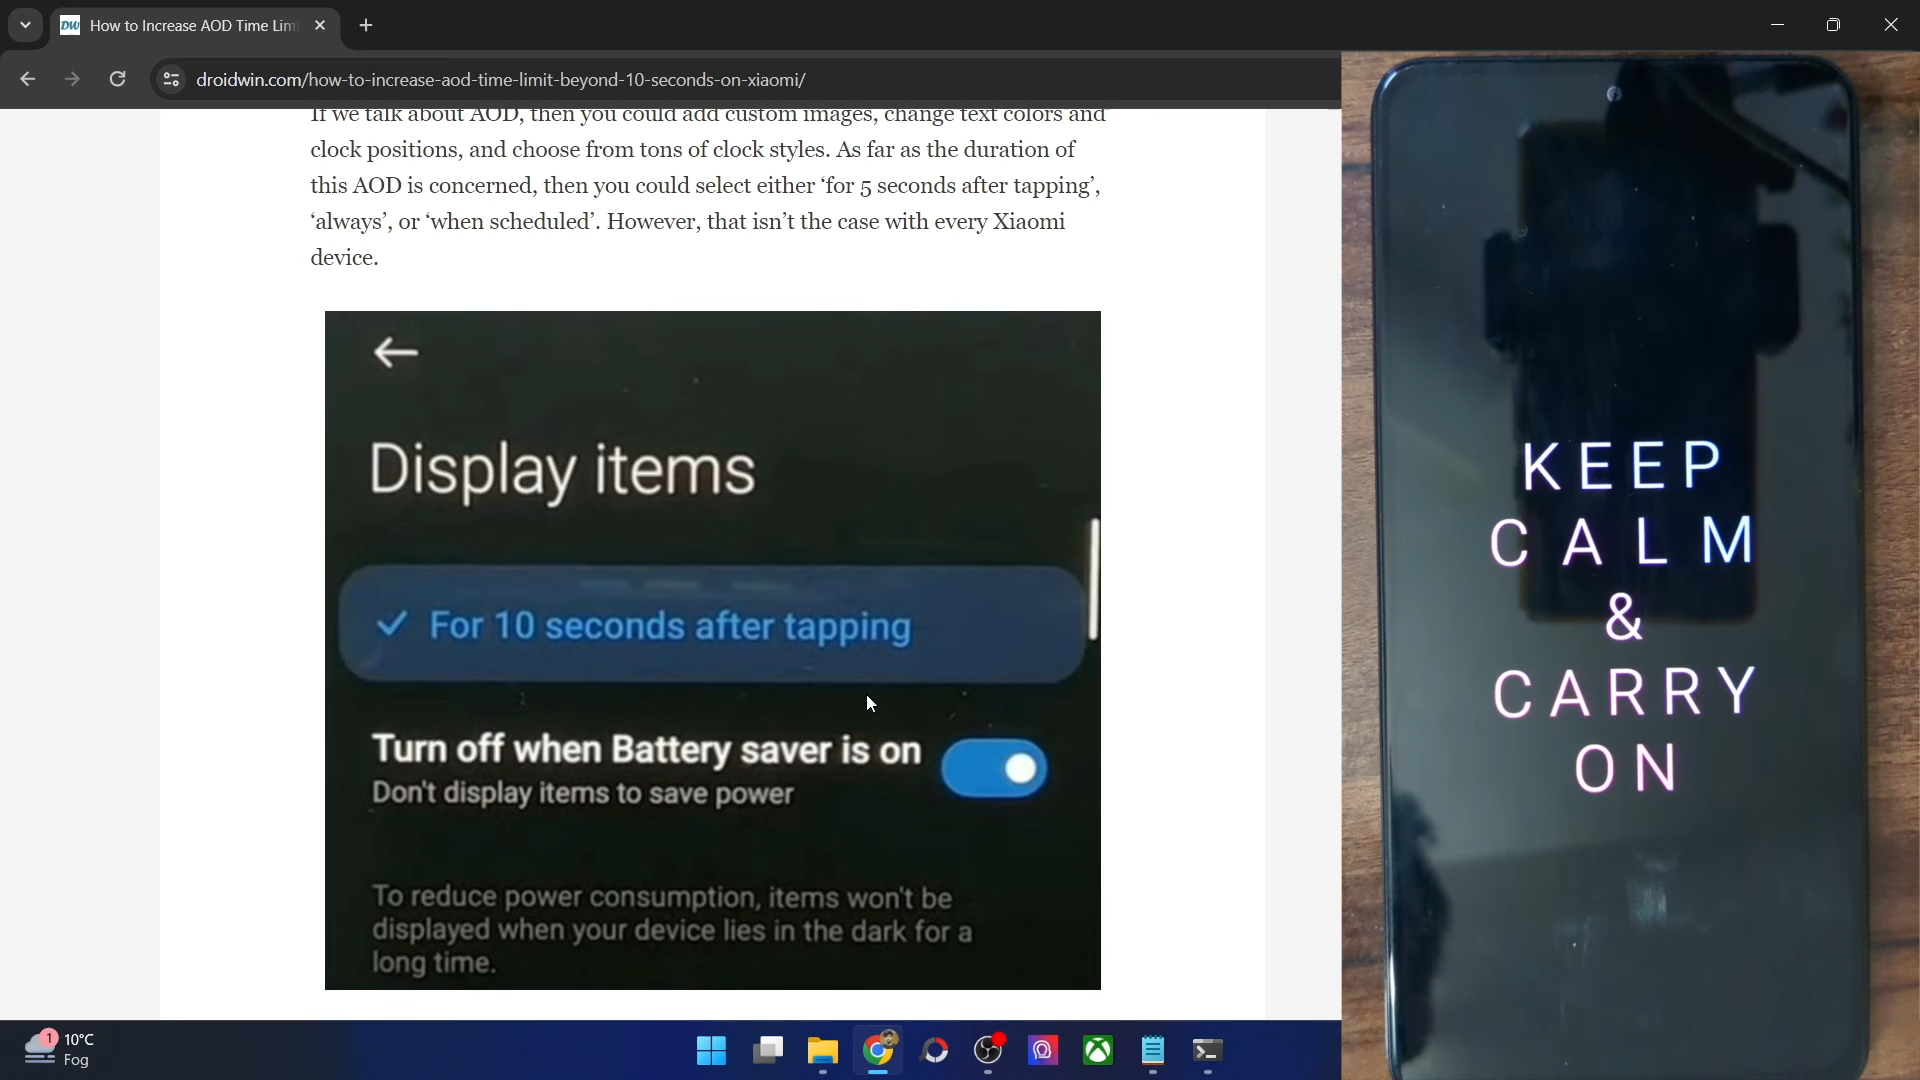 DW How to Increase AOD Time Lim
droidwin.com/how-to-increase-aod-time-limit-beyond-10-seconds-on-xiaomi/
If we talk about AOD, then you could add custom images, change text colors and
clock positions, and choose from tons of clock styles. As far as the duration of
this AOD is concerned, then you could select either ‘for 5 seconds after tapping’,
‘always’, or ‘when scheduled’. However, that isn’t the case with every Xiaomi
device.
Display items
For 10 seconds after tapping
Turn off when Battery saver is on
Don't display items to save power
To reduce power consumption, items won't be
displayed when your device lies in the dark for a
long time.
KEEP
CALM
&
CARRY
ON
1
10°C
Fog